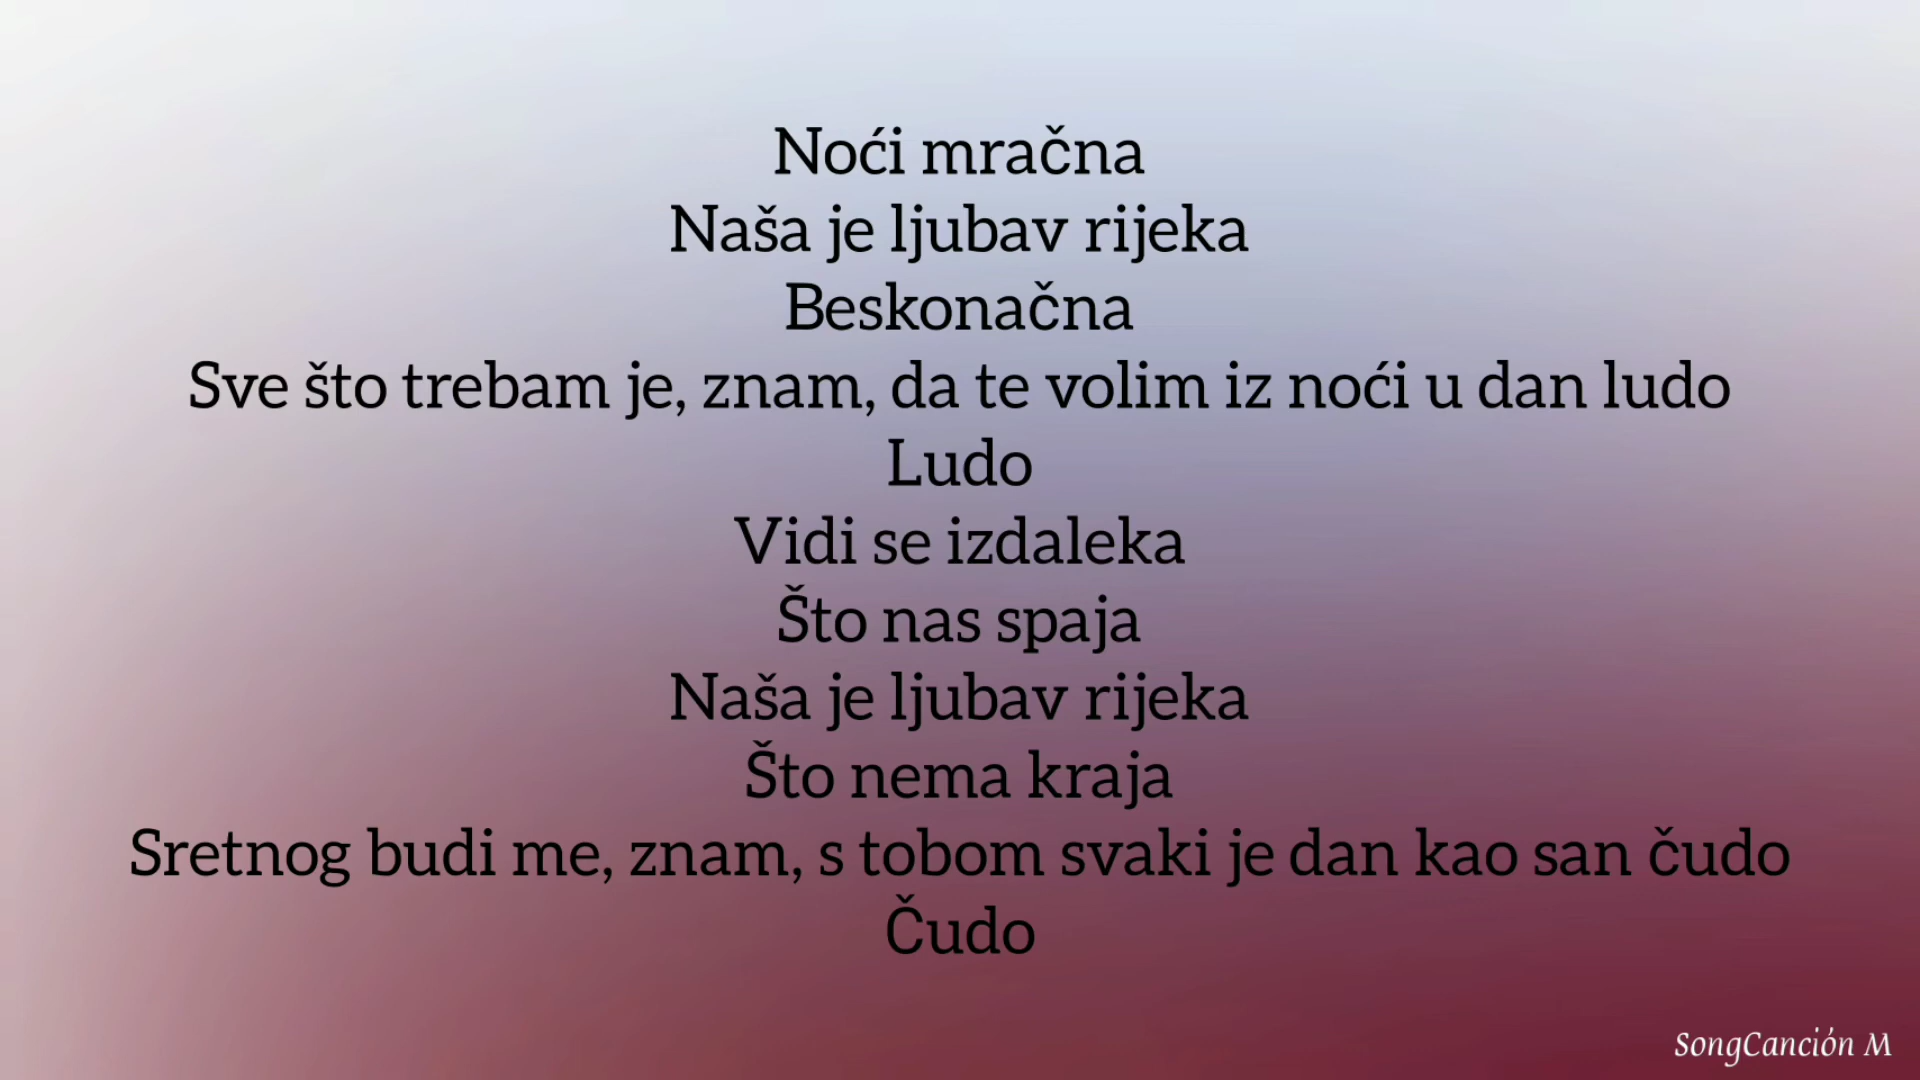 Noći mračna
Naša je ljubav rijeka
Beskonačna
Sve što trebam je, znam, da te volim iz noći u dan ludo
Ludo
Vidi se izdaleka
Što nas spaja
Naša je ljubav rijeka
Što nema kraja
Sretnog budi me, znam, s tobom svaki je dan kao san čudo
Čudo
SongCanción M